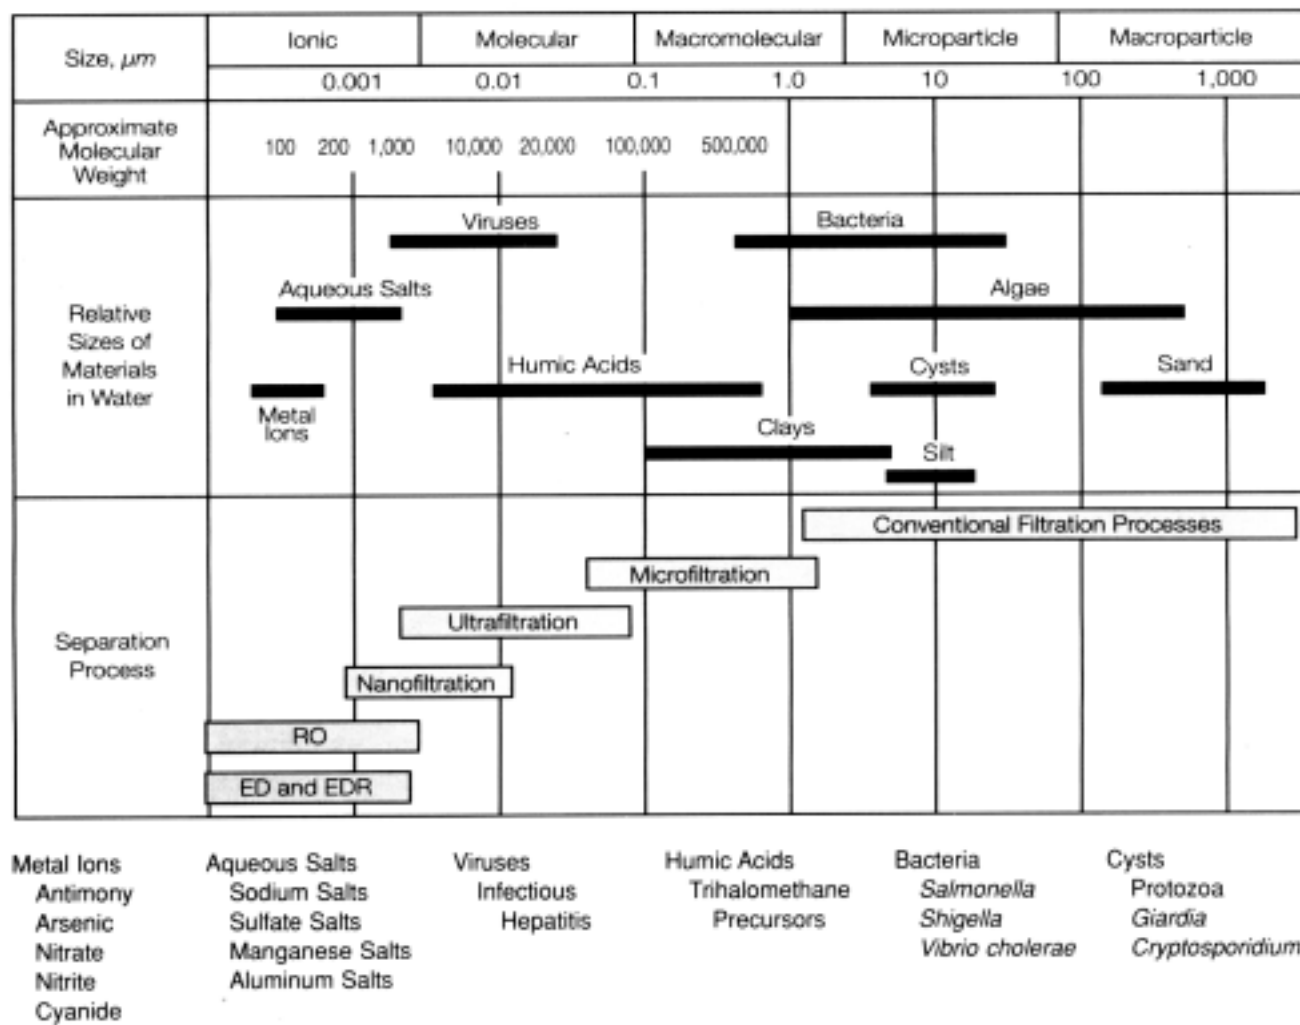 Size, μm
Ionic Molecular Macromolecular Microparticle Macroparticle
0.001 0.01 0.1 1.0 10 100 1,000
Approximate
Molecular
Weight
100 200 1,000 10,000 20,000 100,000 500,000
Relative
Sizes of
Materials
in Water
Viruses
Bacteria
Aqueous Salts
Algae
Humic Acids
Cysts
Sand
Metal
Ions
Clays
Silt
Separation
Process
Conventional Filtration Processes
Microfiltration
Ultrafiltration
Nanofiltration
RO
ED and EDR
Metal Ions
Antimony
Arsenic
Nitrate
Nitrite
Cyanide
Aqueous Salts
Sodium Salts
Sulfate Salts
Manganese Salts
Aluminum Salts
Viruses
Infectious
Hepatitis
Humic Acids
Trihalomethane
Precursors
Bacteria
Salmonella
Shigella
Vibrio cholerae
Cysts
Protozoa
Giardia
Cryptosporidium